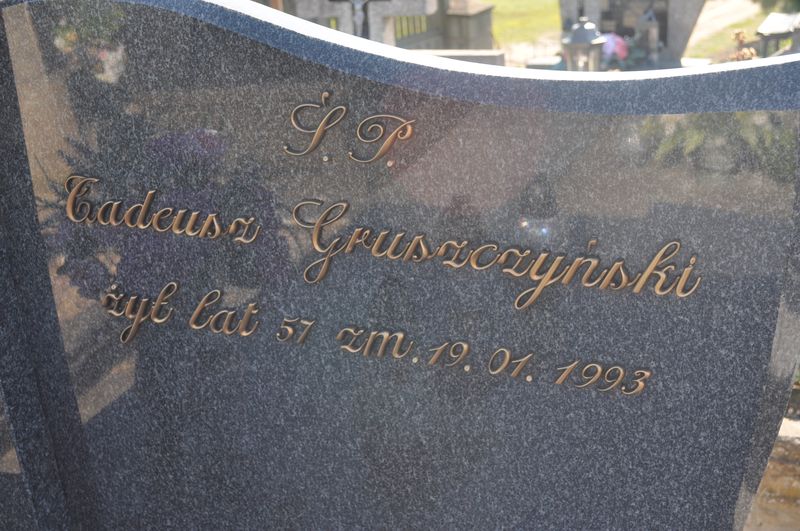 Ś.P.
Tadeusz Gruszczyński
żył lat 57 zm. 19. 01. 1993